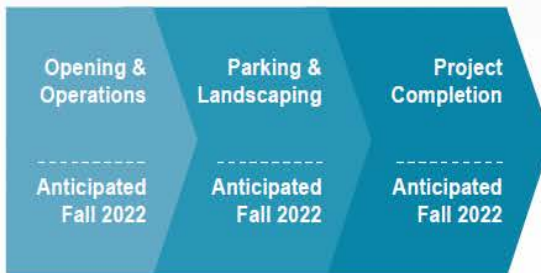 Opening &
Operations
Anticipated
Fall 2022
Parking &
Landscaping
Anticipated
Fall 2022
Project
Completion
Anticipated
Fall 2022